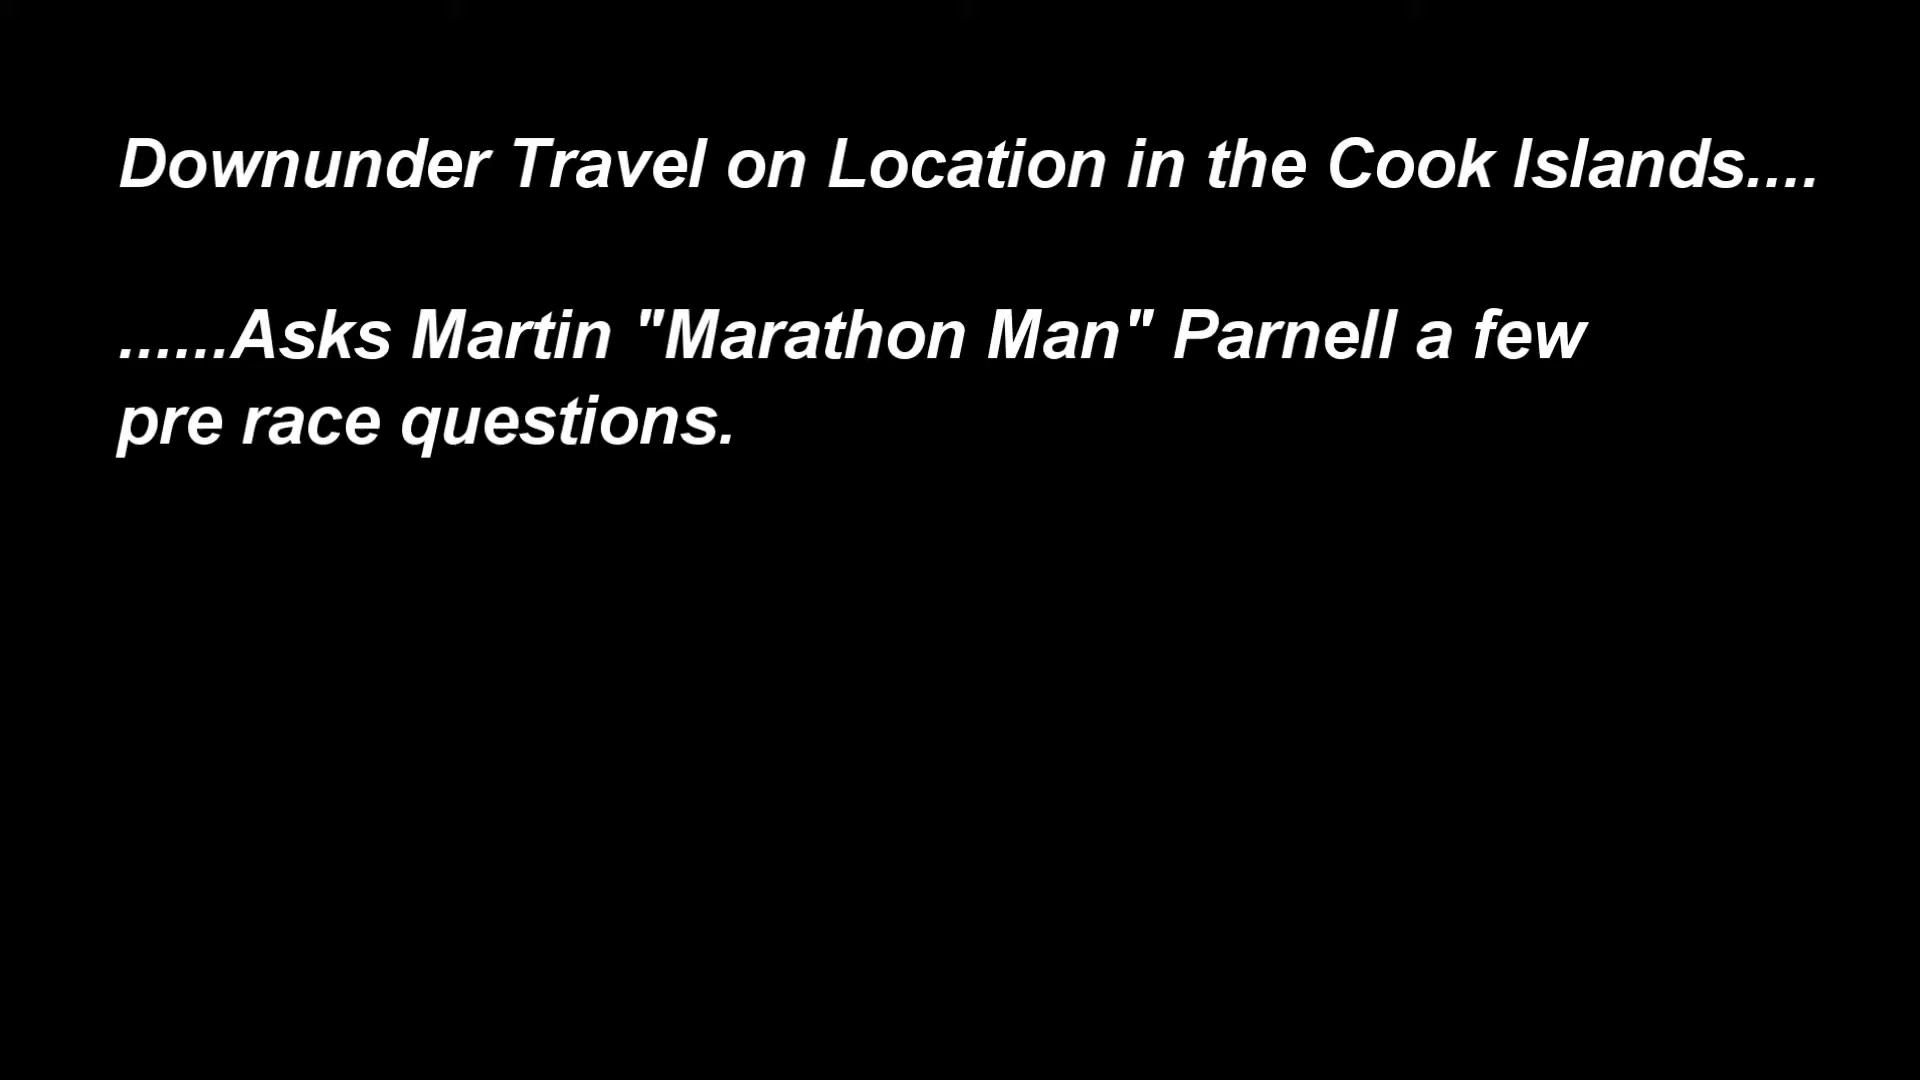 Downunder Travel on Location in the Cook Islands....
......Asks Martin "Marathon Man" Parnell a few
pre race questions.